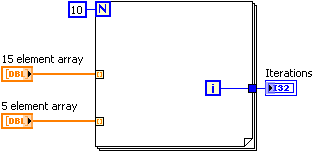 10 N
15 element array
DBL
i
Iterations
I32
5 element array
DBL